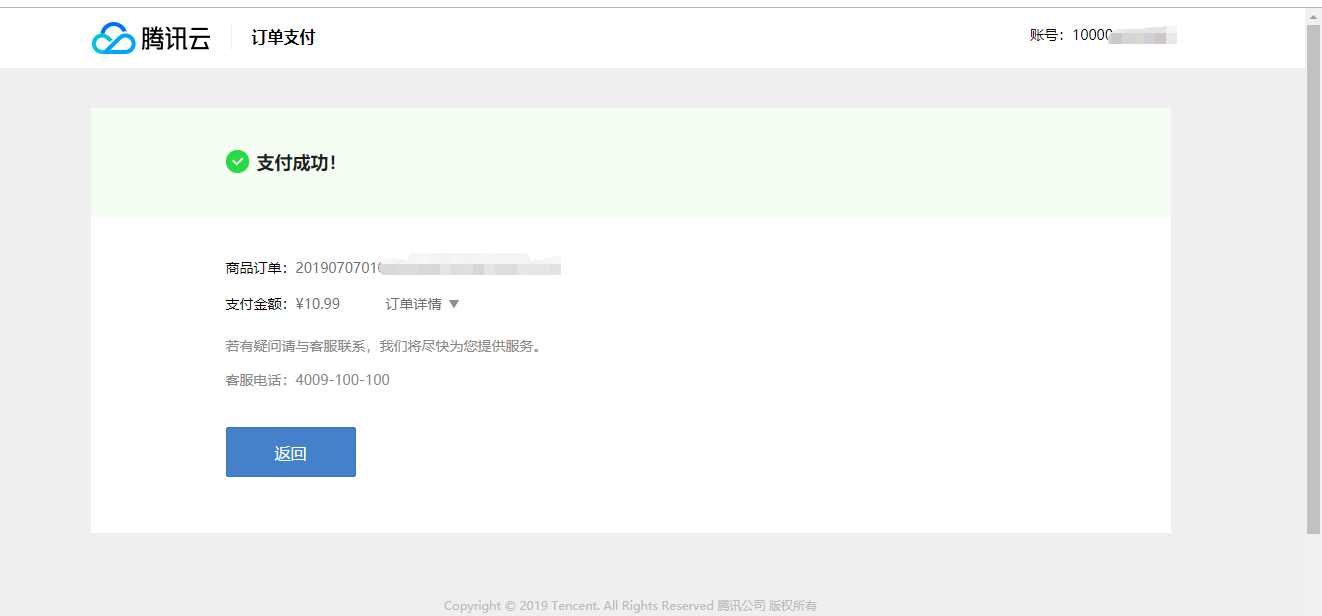 腾讯云 订单支付 账号：10000
支付成功！
商品订单：2019070701
支付金额：¥10.99 订单详情
若有疑问请与客服联系，我们将尽快为您提供服务。
客服电话：4009-100-100
返回
Copyright © 2019 Tencent. All Rights Reserved 腾讯公司 版权所有